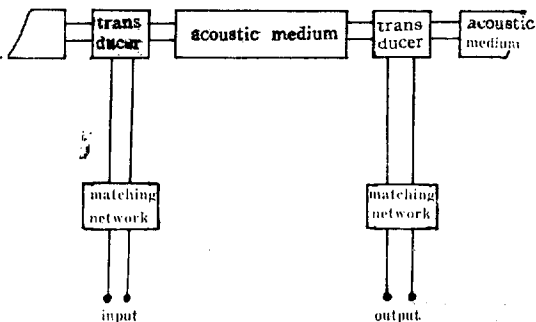 trans
ducer
acoustic medium
trans
ducer
acoustic
medium
matching
network
matching
network
input
output